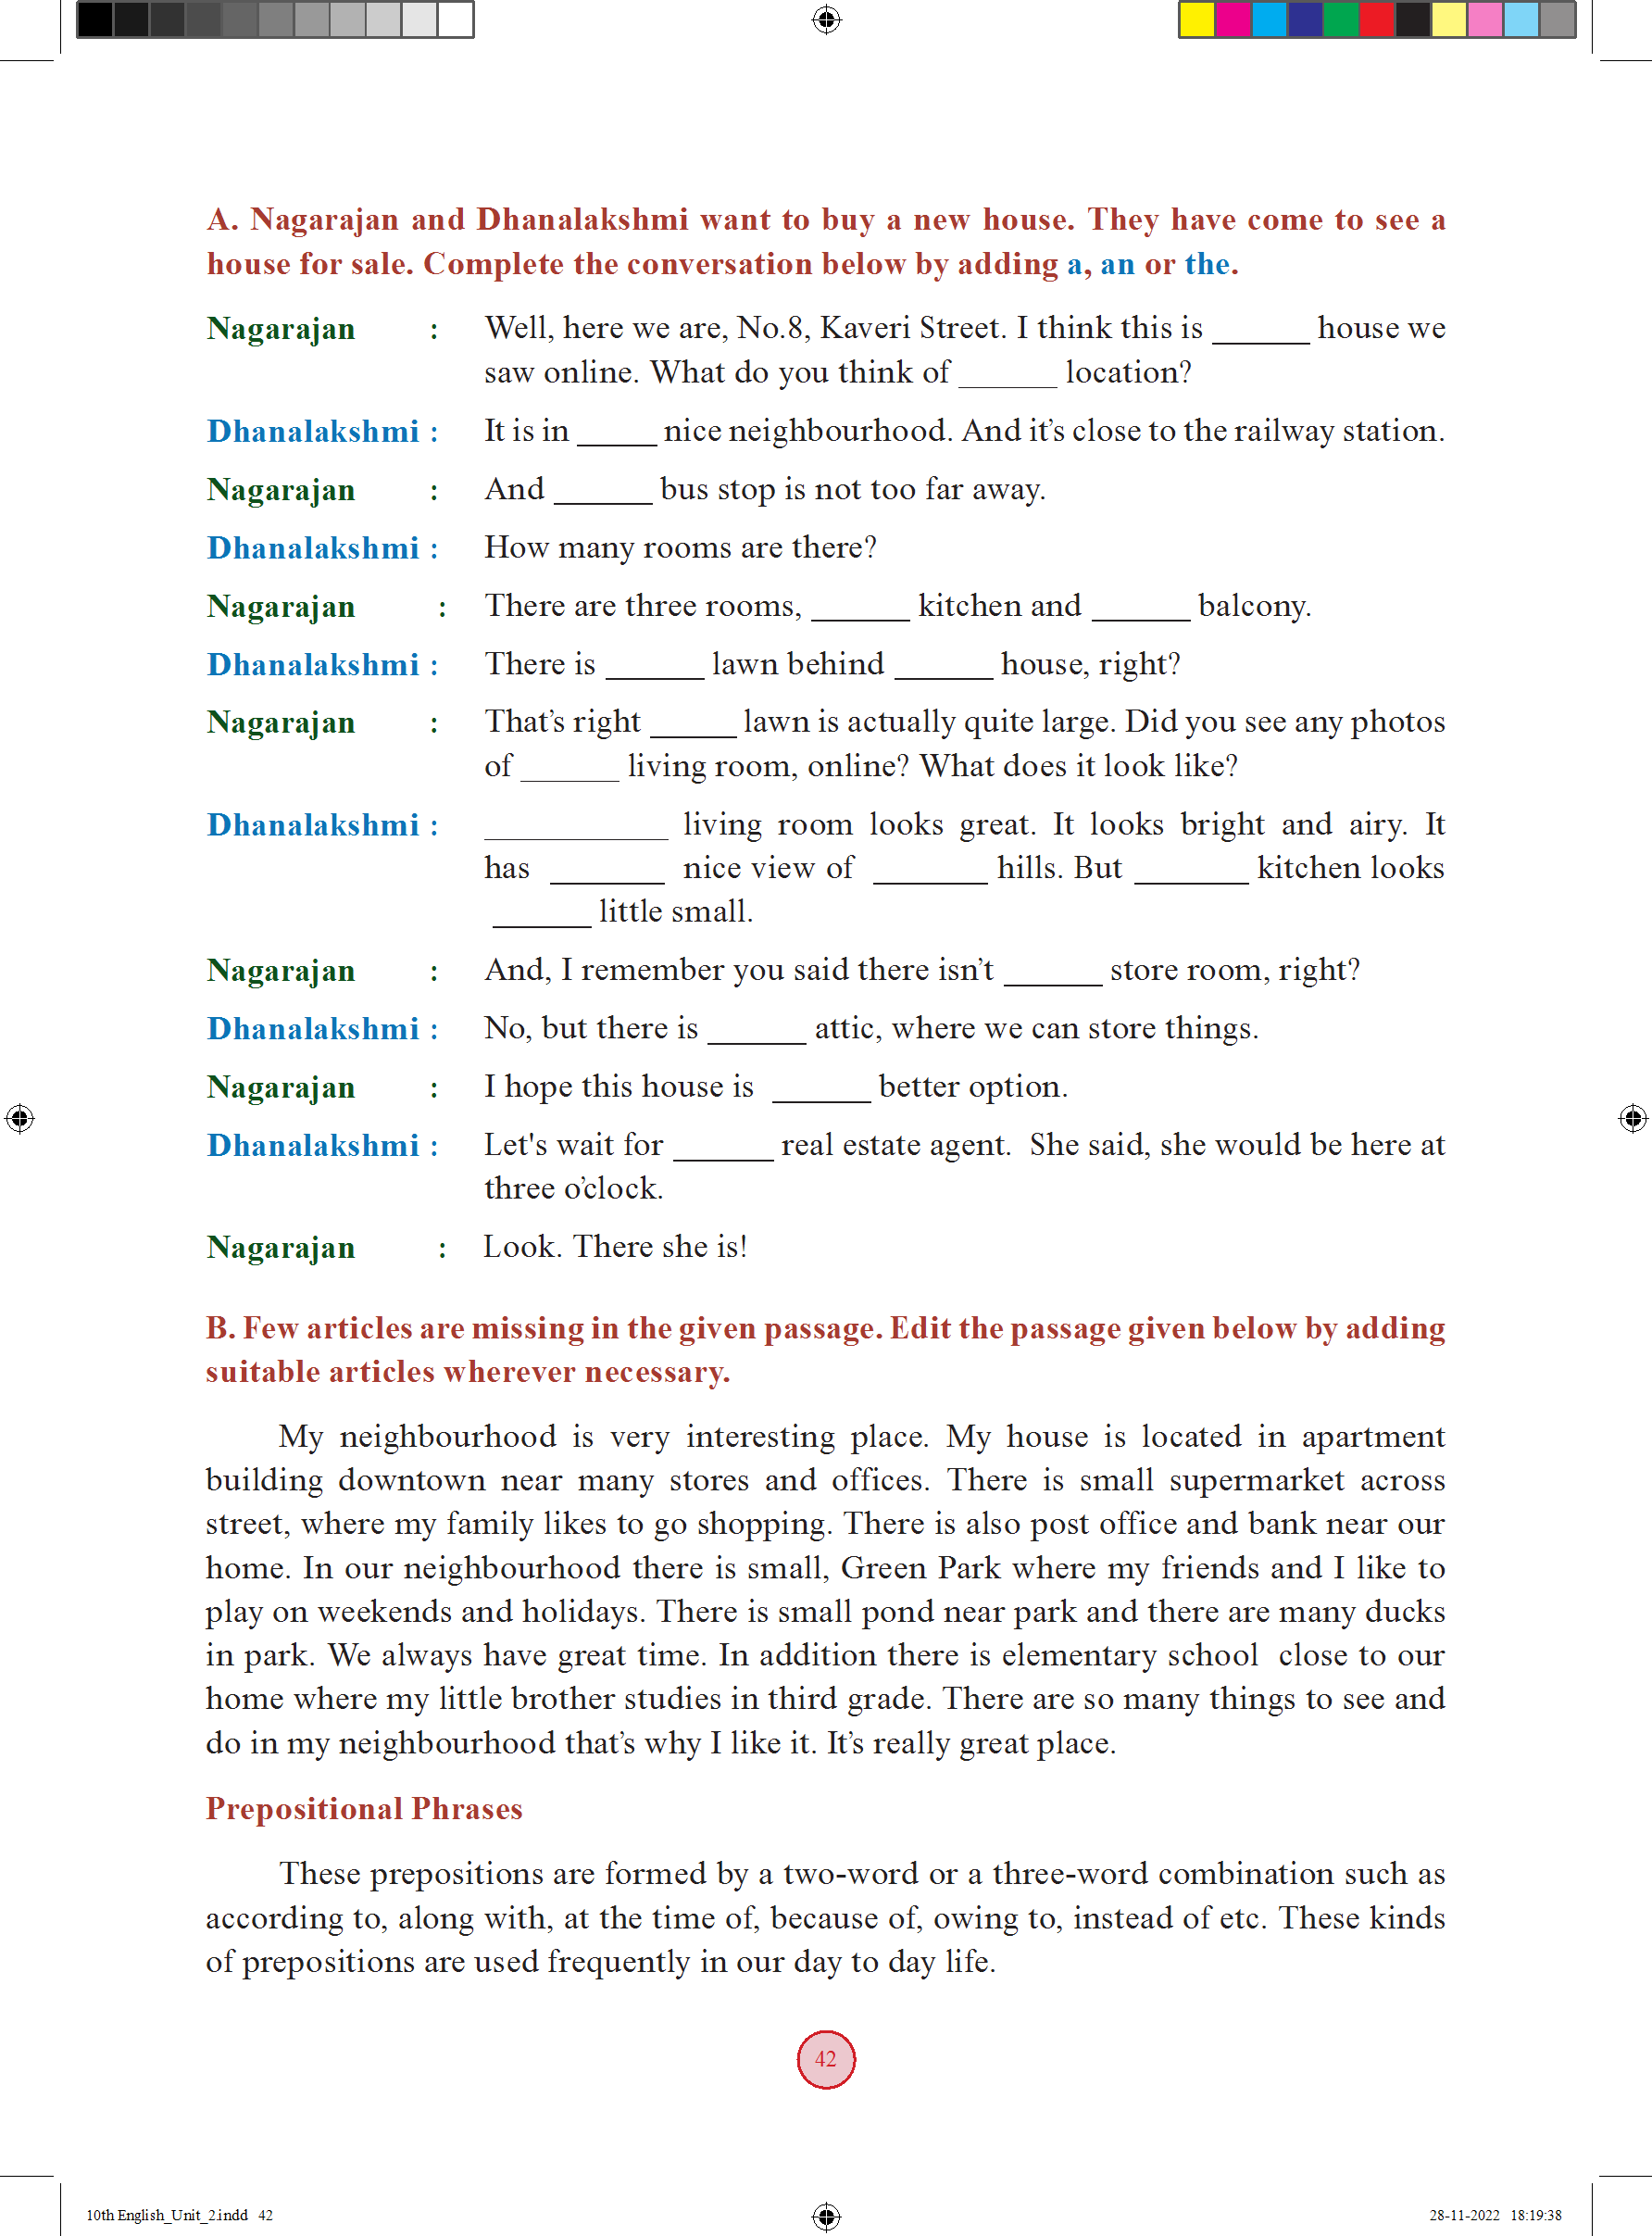 A. Nagarajan and Dhanalakshmi want to buy a new house. They have come to see a
house for sale. Complete the conversation below by adding a, an or the.
Nagarajan : Well, here we are, No.8, Kaveri Street. I think this is ______ house we
saw online. What do you think of ______ location?
Dhanalakshmi : It is in _____ nice neighbourhood. And it’s close to the railway station.
Nagarajan : And ______ bus stop is not too far away.
Dhanalakshmi : How many rooms are there?
Nagarajan : There are three rooms, ______ kitchen and ______ balcony.
Dhanalakshmi : There is ______ lawn behind ______ house, right?
Nagarajan : That’s right _____ lawn is actually quite large. Did you see any photos
of ______ living room, online? What does it look like?
Dhanalakshmi : ___________ living room looks great. It looks bright and airy. It
has _______ nice view of _______ hills. But _______ kitchen looks
______ little small.
Nagarajan : And, I remember you said there isn’t ______ store room, right?
Dhanalakshmi : No, but there is ______ attic, where we can store things.
Nagarajan : I hope this house is ______ better option.
Dhanalakshmi : Let's wait for ______ real estate agent. She said, she would be here at
three o’clock.
Nagarajan : Look. There she is!
B. Few articles are missing in the given passage. Edit the passage given below by adding
suitable articles wherever necessary.
My neighbourhood is very interesting place. My house is located in apartment
building downtown near many stores and offices. There is small supermarket across
street, where my family likes to go shopping. There is also post office and bank near our
home. In our neighbourhood there is small, Green Park where my friends and I like to
play on weekends and holidays. There is small pond near park and there are many ducks
in park. We always have great time. In addition there is elementary school close to our
home where my little brother studies in third grade. There are so many things to see and
do in my neighbourhood that’s why I like it. It’s really great place.
Prepositional Phrases
These prepositions are formed by a two-word or a three-word combination such as
according to, along with, at the time of, because of, owing to, instead of etc. These kinds
of prepositions are used frequently in our day to day life.
42
10th English_Unit_2.indd 42
28-11-2022 18:19:38